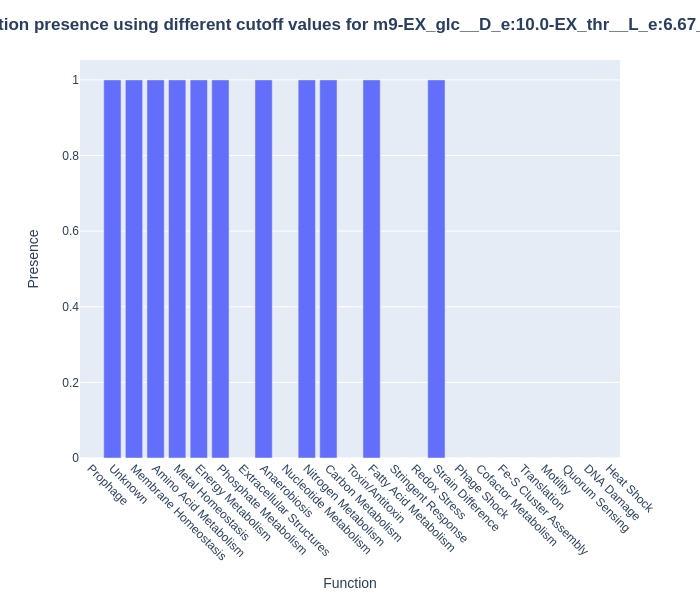 tion presence using different cutoff values for m9-EX_glc__D_e:10.0-EX_thr__L_e:6.67_
1
0.8
0.6
0.4
0.2
0
Presence
Prophage
Unknown
Membrane Homeostasis
Amino Acid Metabolism
Metal Homeostasis
Energy Metabolism
Phosphate Metabolism
Extracellular Structures
Anaerobiosis
Nucleotide Metabolism
Nitrogen Metabolism
Carbon Metabolism
Toxin/Antitoxin
Fatty Acid Metabolism
Stringent Response
Redox Stress
Strain Difference
Phage Shock
Cofactor Metabolism
Fe-S Cluster Assembly
Translation
Motility
Quorum Sensing
DNA Damage
Heat Shock
Function